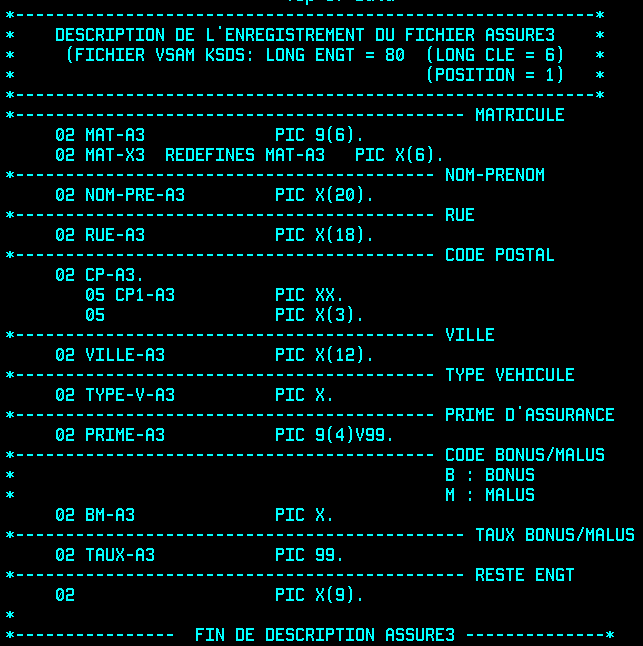 *----------------------------------------------------------*
*    DESCRIPTION DE L'ENREGISTREMENT DU FICHIER ASSURE3    *
*     (FICHIER VSAM KSDS: LONG ENGT = 80  (LONG CLE = 6)   *
*                                         (POSITION = 1)   *
*----------------------------------------------------------*
*--------------------------------------------- MATRICULE
     02 MAT-A3             PIC 9(6).
     02 MAT-X3  REDEFINES MAT-A3   PIC X(6).
*------------------------------------------ NOM-PRENOM
     02 NOM-PRE-A3         PIC X(20).
*------------------------------------------ RUE
     02 RUE-A3             PIC X(18).
*------------------------------------------ CODE POSTAL
     02 CP-A3.
        05 CP1-A3          PIC XX.
        05                 PIC X(3).
*------------------------------------------ VILLE
     02 VILLE-A3           PIC X(12).
*------------------------------------------ TYPE VEHICULE
     02 TYPE-V-A3          PIC X.
*------------------------------------------ PRIME D'ASSURANCE
     02 PRIME-A3           PIC 9(4)V99.
*------------------------------------------ CODE BONUS/MALUS
*                                           B : BONUS
*                                           M : MALUS
     02 BM-A3              PIC X.
*--------------------------------------------- TAUX BONUS/MALUS
     02 TAUX-A3            PIC 99.
*--------------------------------------------- RESTE ENGT
     02                    PIC X(9).
*
*----------------  FIN DE DESCRIPTION ASSURE3 --------------*